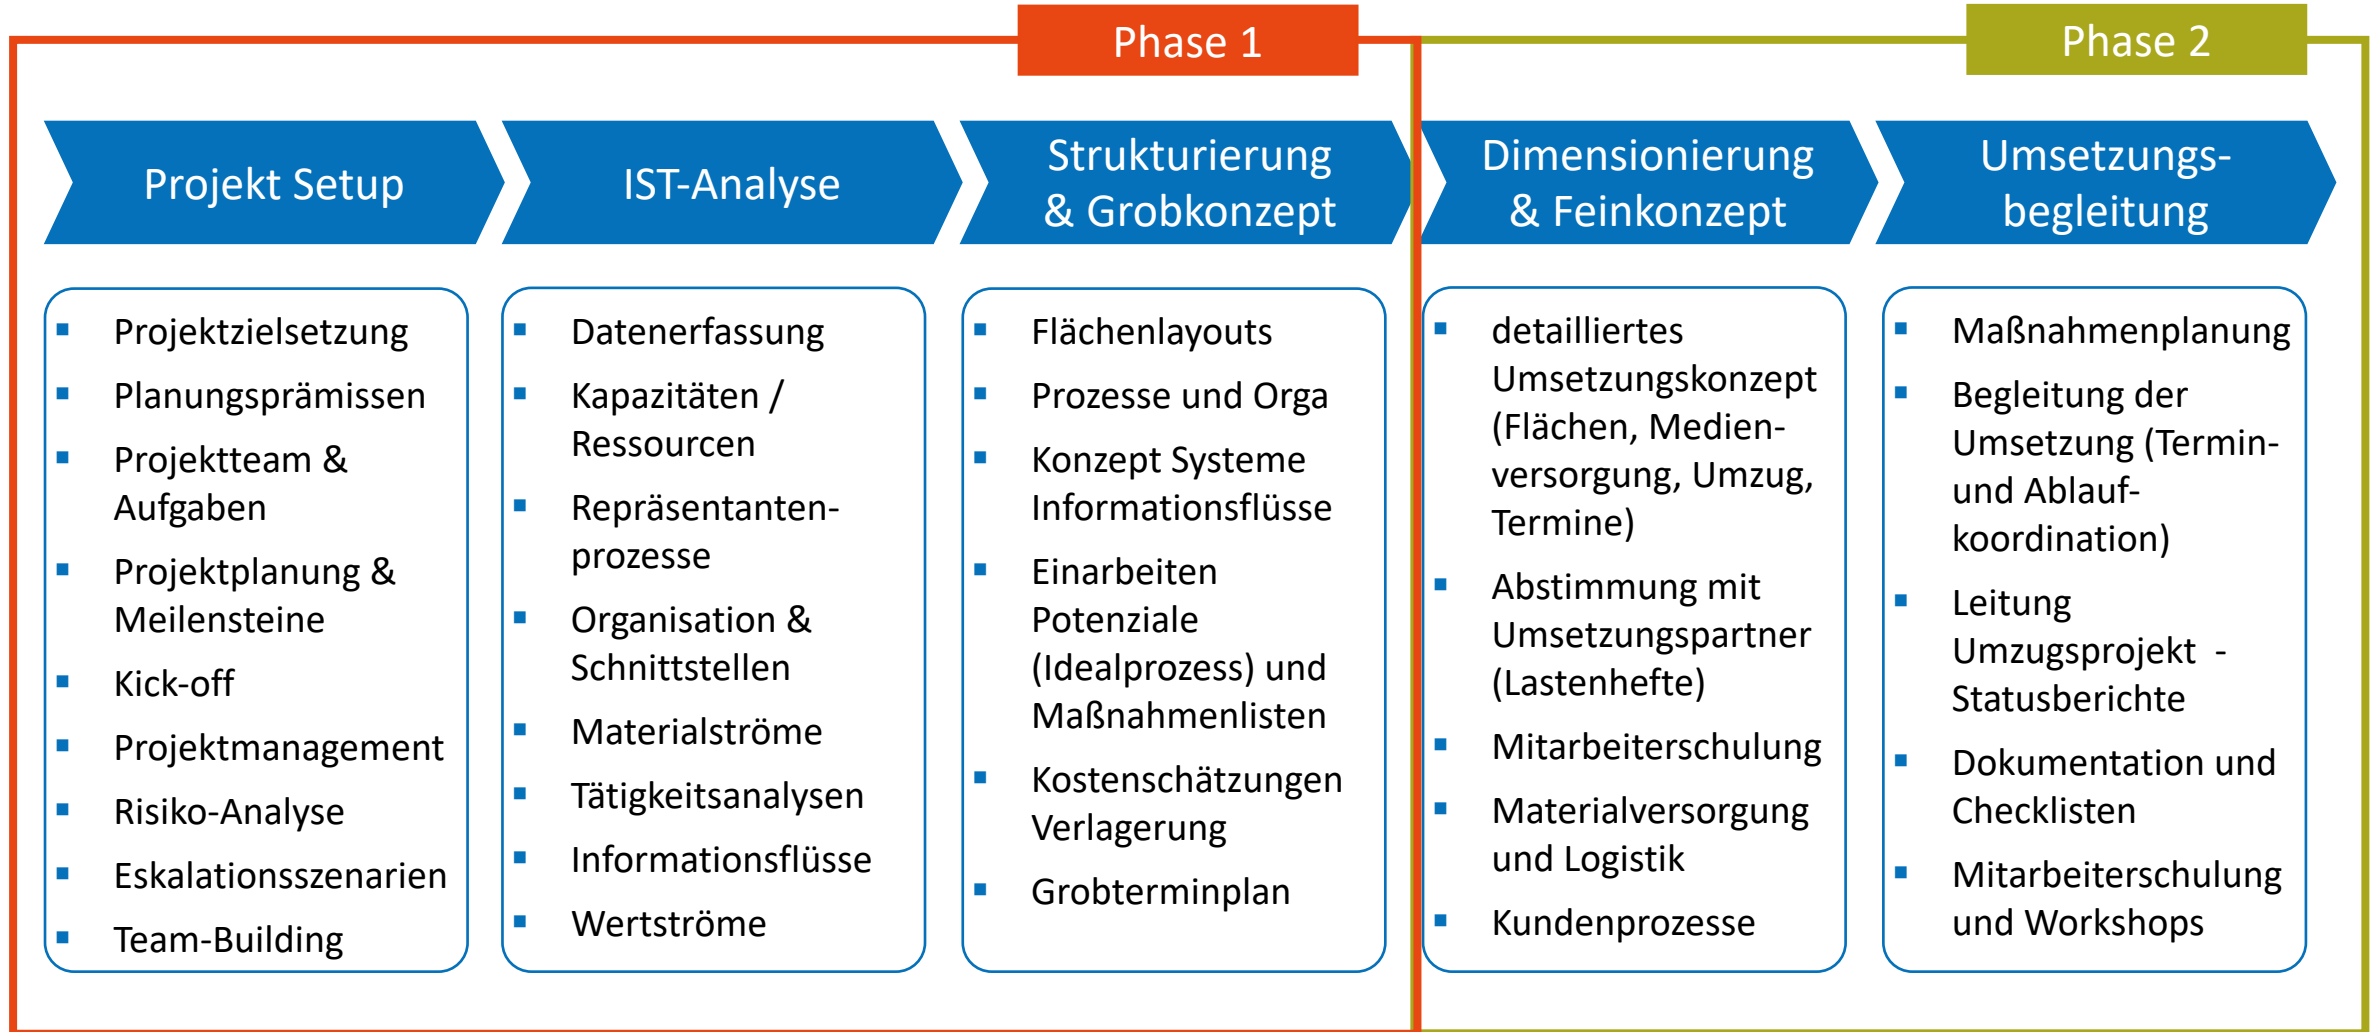 Phase 1
Phase 2
Projekt Setup
IST-Analyse
Strukturierung
& Grobkonzept
Dimensionierung
& Feinkonzept
Umsetzungs-
begleitung
Projektzielsetzung
Planungsprämissen
Projektteam &
Aufgaben
Projektplanung &
Meilensteine
Kick-off
Projektmanagement
Risiko-Analyse
Eskalationsszenarien
Team-Building
Datenerfassung
Kapazitäten /
Ressourcen
Repräsentanten-
prozesse
Organisation &
Schnittstellen
Materialströme
Tätigkeitsanalysen
Informationsflüsse
Wertströme
Flächenlayouts
Prozesse und Orga
Konzept Systeme
Informationsflüsse
Einarbeiten
Potenziale
(Idealprozess) und
Maßnahmenlisten
Kostenschätzungen
Verlagerung
Grobterminplan
detailliertes
Umsetzungskonzept
(Flächen, Medien-
versorgung, Umzug,
Termine)
Abstimmung mit
Umsetzungspartner
(Lastenhefte)
Mitarbeiterschulung
Materialversorgung
und Logistik
Kundenprozesse
Maßnahmenplanung
Begleitung der
Umsetzung (Termin-
und Ablauf-
koordination)
Leitung
Umzugsprojekt -
Statusberichte
Dokumentation und
Checklisten
Mitarbeiterschulung
und Workshops